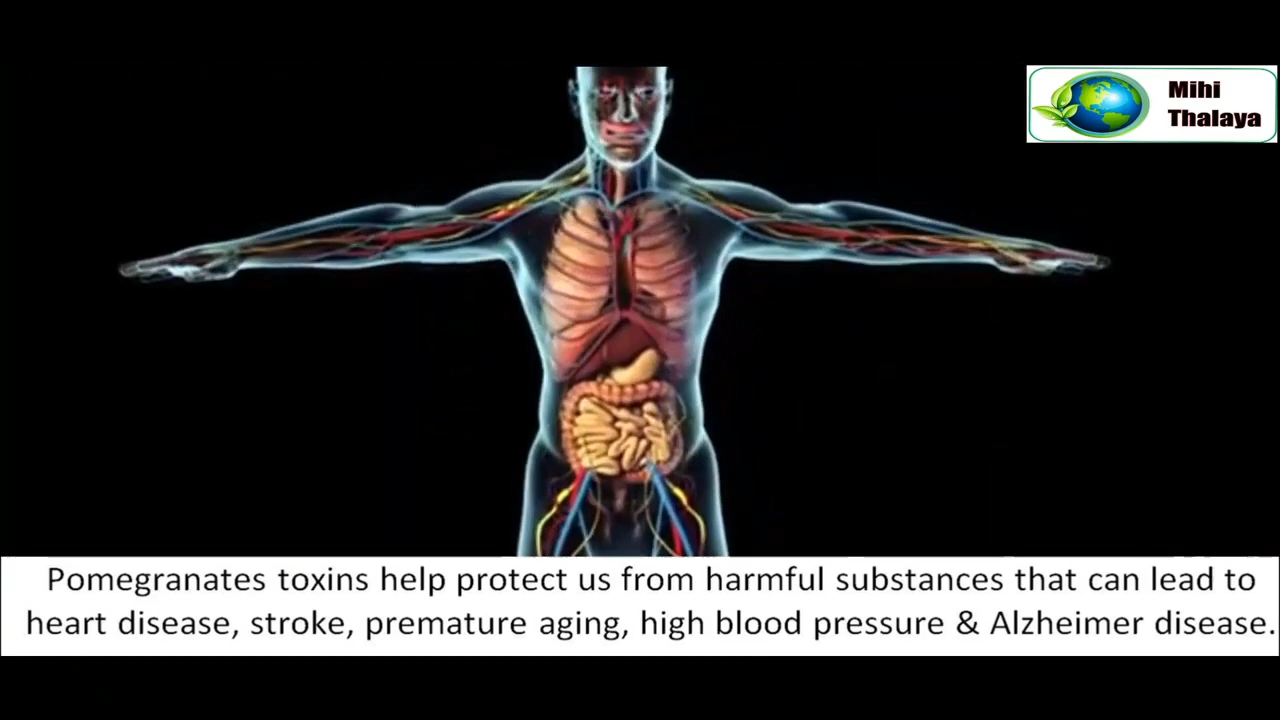 Mihi
Thalaya
Pomegranates toxins help protect us from harmful substances that can lead to
heart disease, stroke, premature aging, high blood pressure & Alzheimer disease.